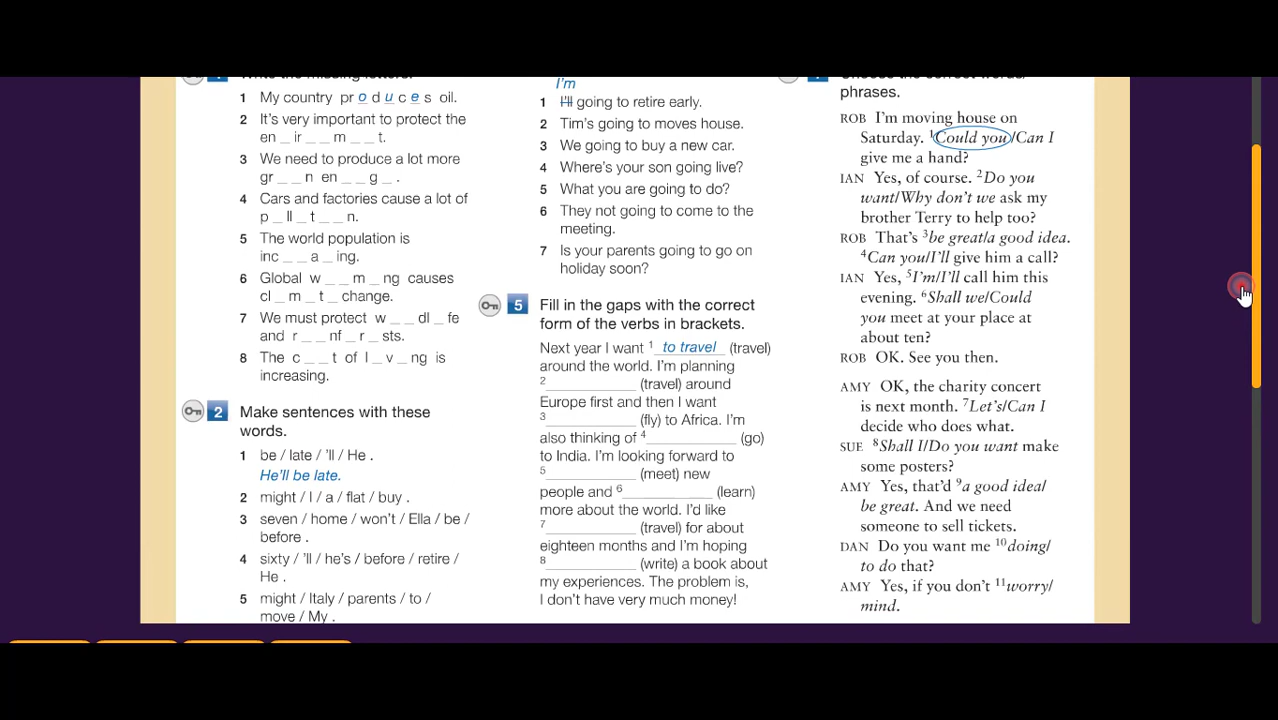 Write the missing letters.
1 My country pr o d u c e s oil.
2 It's very important to protect the
en _ ir _ _ m _ _ t.
3 We need to produce a lot more
gr _ _ n en _ _ g _ .
4 Cars and factories cause a lot of
p _ ll _ t _ _ n.
5 The world population is
inc _ _ a _ ing.
6 Global w _ _ m _ ng causes
cl _ m _ t _ change.
7 We must protect w _ _ dl _ fe
and r _ _ nf _ r _ sts.
8 The c _ _ t of l _ v _ ng is
increasing.
2 Make sentences with these
words.
1 be / late / 'll / He .
He'll be late.
2 might / I / a / flat / buy .
3 seven / home / won't / Ella / be /
before .
4 sixty / 'll / he's / before / retire /
He .
5 might / Italy / parents / to /
move / My .
I'm
1 I'll going to retire early.
2 Tim's going to moves house.
3 We going to buy a new car.
4 Where's your son going live?
5 What you are going to do?
6 They not going to come to the
meeting.
7 Is your parents going to go on
holiday soon?
5 Fill in the gaps with the correct
form of the verbs in brackets.
Next year I want 1 to travel (travel)
around the world. I'm planning
2 ____________ (travel) around
Europe first and then I want
3 ____________ (fly) to Africa. I'm
also thinking of 4 ____________ (go)
to India. I'm looking forward to
5 ____________ (meet) new
people and 6 ____________ (learn)
more about the world. I'd like
7 ____________ (travel) for about
eighteen months and I'm hoping
8 ____________ (write) a book about
my experiences. The problem is,
I don't have very much money!
Choose the correct words/
phrases.
ROB I'm moving house on
Saturday. 1Could you/Can I
give me a hand?
IAN Yes, of course. 2Do you
want/Why don't we ask my
brother Terry to help too?
ROB That's 3be great/a good idea.
4Can you/I'll give him a call?
IAN Yes, 5I'm/I'll call him this
evening. 6Shall we/Could
you meet at your place at
about ten?
ROB OK. See you then.
AMY OK, the charity concert
is next month. 7Let's/Can I
decide who does what.
SUE 8Shall I/Do you want make
some posters?
AMY Yes, that'd 9a good idea/
be great. And we need
someone to sell tickets.
DAN Do you want me 10doing/
to do that?
AMY Yes, if you don't 11worry/
mind.